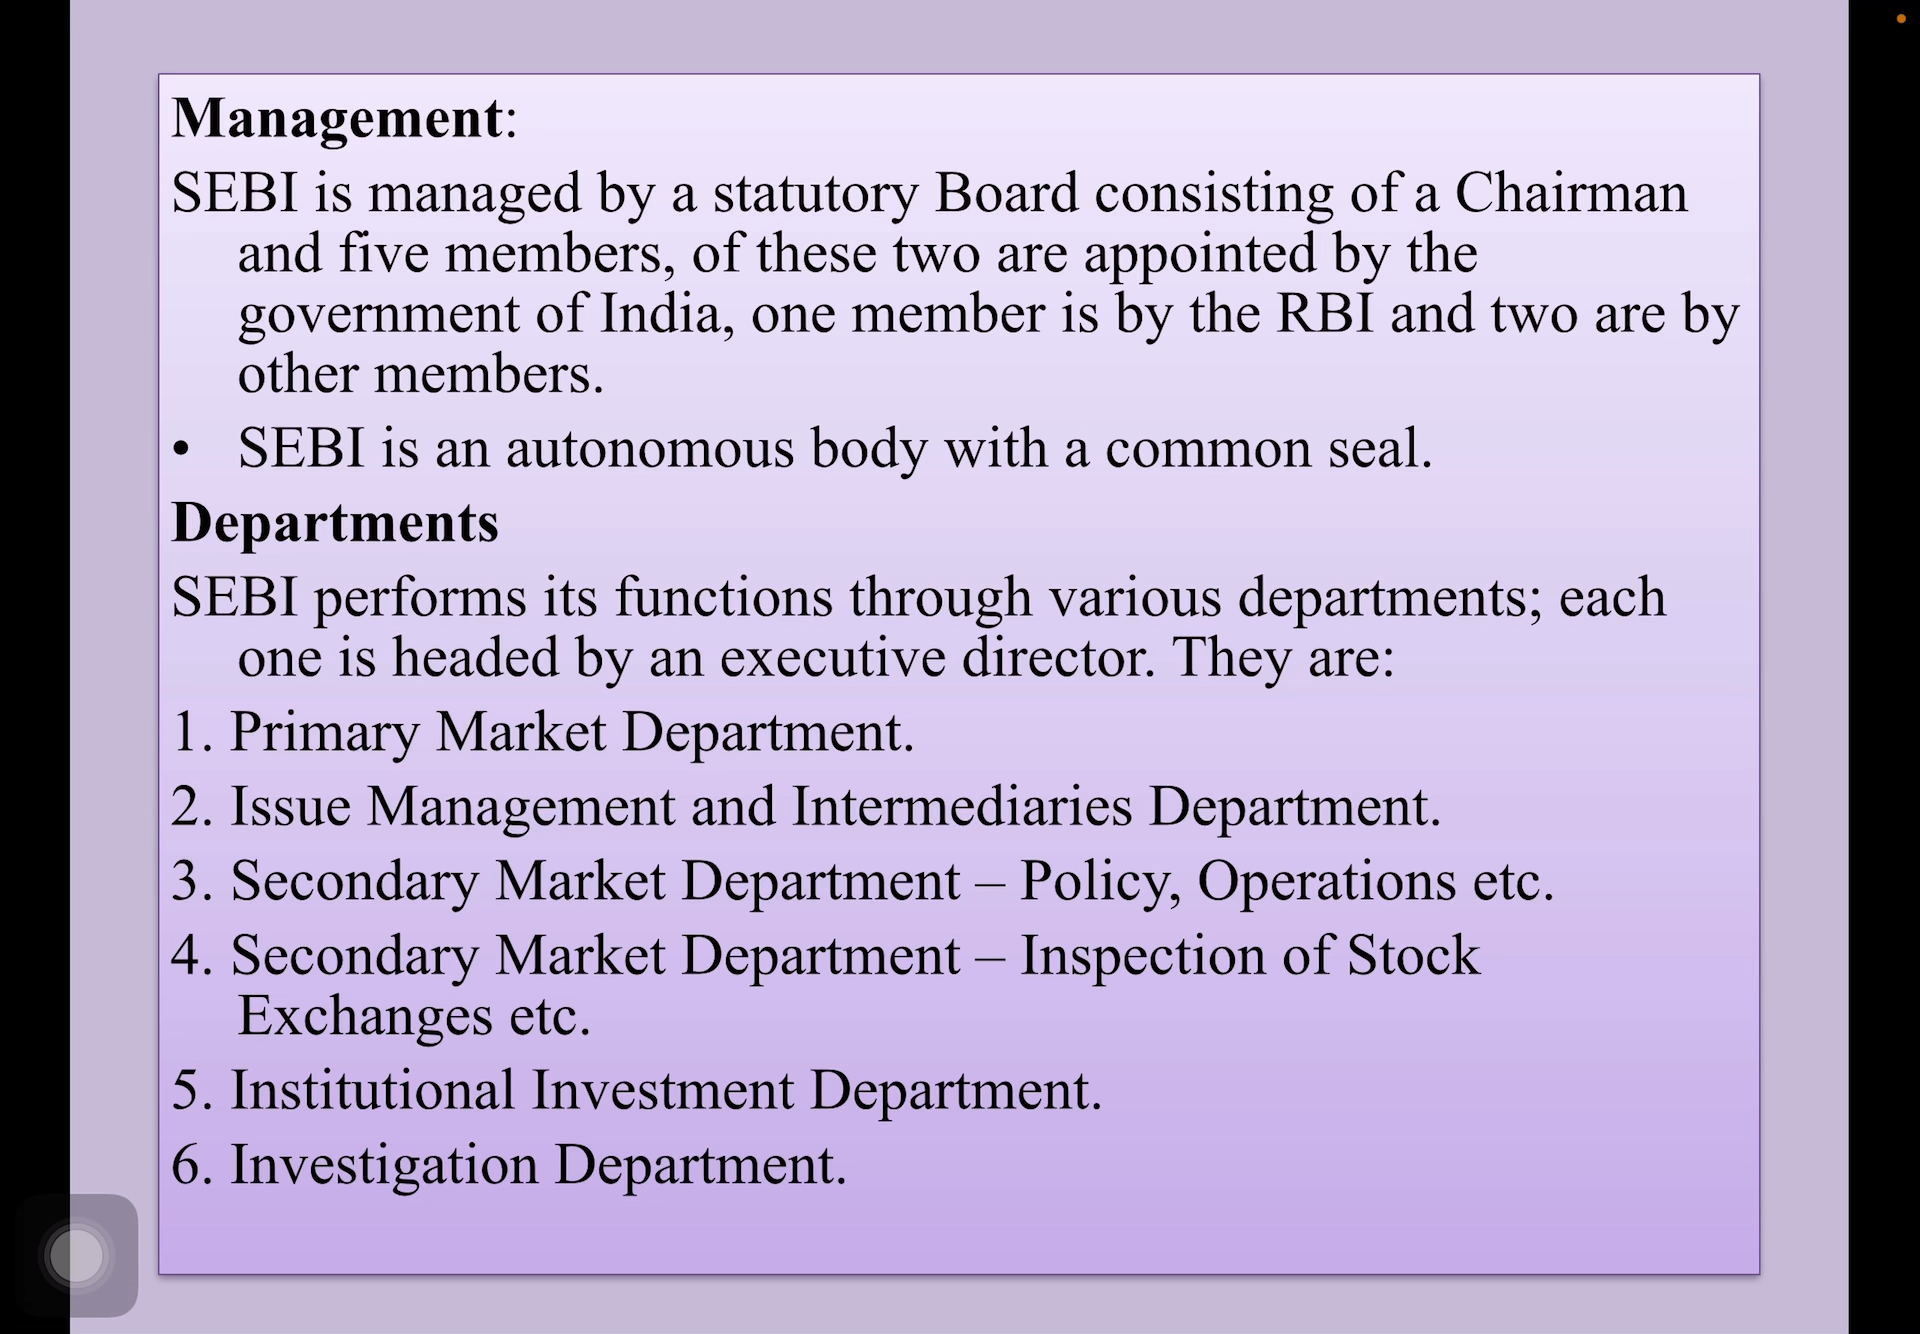 Management:
SEBI is managed by a statutory Board consisting of a Chairman
and five members, of these two are appointed by the
government of India, one member is by the RBI and two are by
other members.
• SEBI is an autonomous body with a common seal.
Departments
SEBI performs its functions through various departments; each
one is headed by an executive director. They are:
1. Primary Market Department.
2. Issue Management and Intermediaries Department.
3. Secondary Market Department – Policy, Operations etc.
4. Secondary Market Department – Inspection of Stock
Exchanges etc.
5. Institutional Investment Department.
6. Investigation Department.